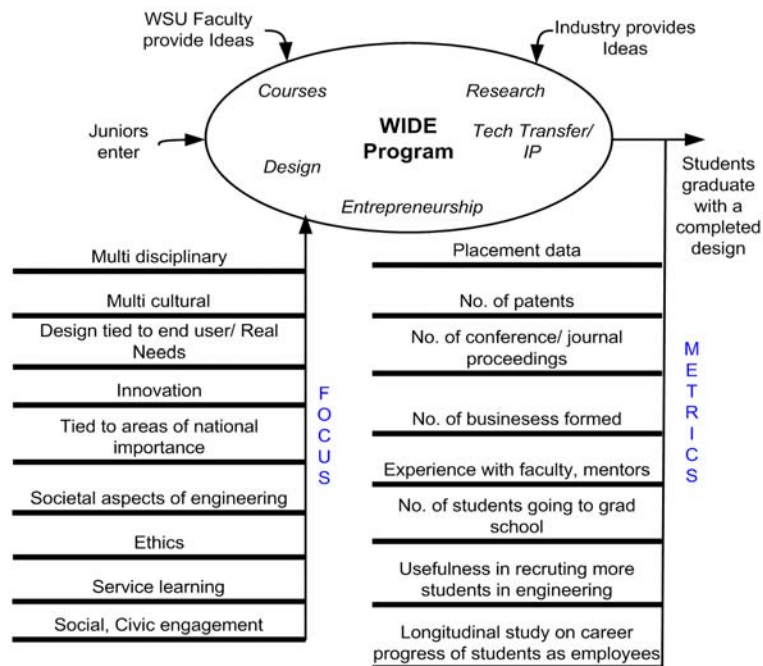 WSU Faculty
provide Ideas
Industry provides
Ideas
Juniors
enter
Courses
Research
WIDE
Program
Tech Transfer/
IP
Design
Entrepreneurship
Students
graduate
with a
completed
design
Multi disciplinary
Multi cultural
Design tied to end user/ Real
Needs
Innovation
Tied to areas of national
importance
Societal aspects of engineering
Ethics
Service learning
Social, Civic engagement
FOCUS
Placement data
No. of patents
No. of conference/ journal
proceedings
No. of businesess formed
Experience with faculty, mentors
No. of students going to grad
school
Usefulness in recruting more
students in engineering
Longitudinal study on career
progress of students as employees
METRICS